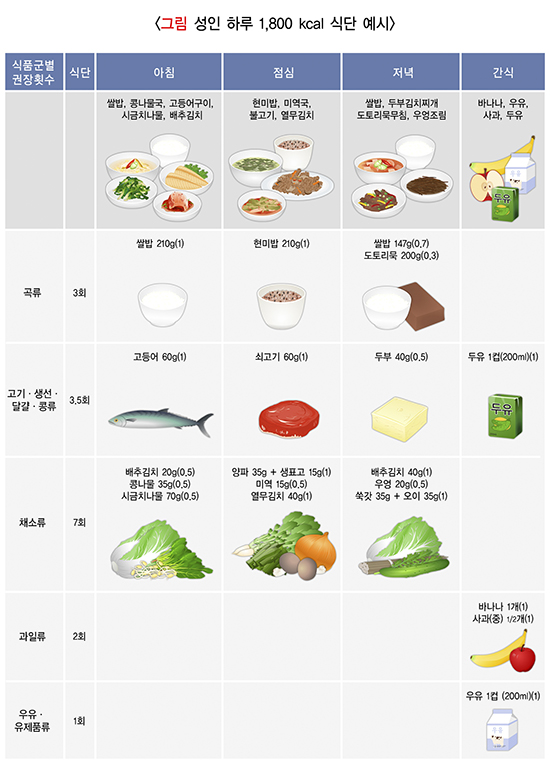 <그림 성인 하루 1,800 kcal 식단 예시>
식품군별
권장횟수
식단
아침
점심
저녁
간식
쌀밥, 콩나물국, 고등어구이,
시금치나물, 배추김치
현미밥, 미역국,
불고기, 열무김치
쌀밥, 두부김치찌개
도토리묵무침, 우엉조림
바나나, 우유,
사과, 두유
두유
곡류
3회
쌀밥 210g(1)
현미밥 210g(1)
쌀밥 147g(0.7)
도토리묵 200g(0.3)
고기·생선·
달걀·콩류
3.5회
고등어 60g(1)
쇠고기 60g(1)
두부 40g(0.5)
두유 1컵(200ml)(1)
두유
채소류
7회
배추김치 20g(0.5)
콩나물 35g(0.5)
시금치나물 70g(0.5)
양파 35g + 생표고 15g(1)
미역 15g(0.5)
열무김치 40g(1)
배추김치 40g(1)
우엉 20g(0.5)
쑥갓 35g + 오이 35g(1)
과일류
2회
바나나 1개(1)
사과(중) 1/2개(1)
우유·
유제품류
1회
우유 1컵 (200ml)(1)